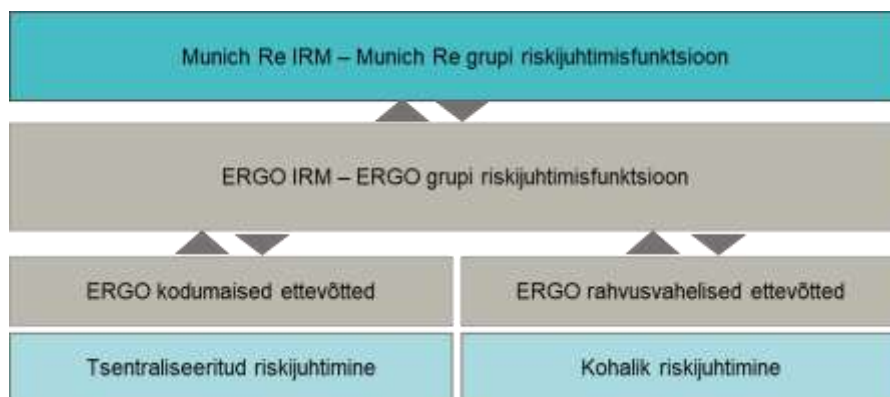 Munich Re IRM – Munich Re grupi riskijuhtimisfunktsioon
ERGO IRM – ERGO grupi riskijuhtimisfunktsioon
ERGO kodumaised ettevõtted
ERGO rahvusvahelised ettevõtted
Tsentraliseeritud riskijuhtimine
Kohalik riskijuhtimine